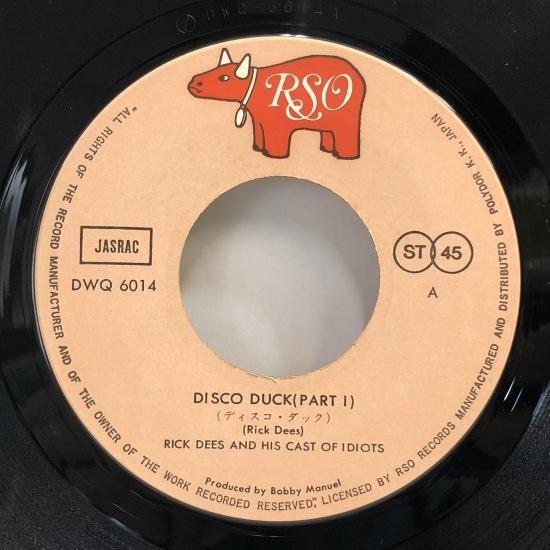 DWQ-6014
RSO
JASRAC
DWQ 6014
ST 45
A
DISCO DUCK(PART I)
(ディスコ・ダック)
(Rick Dees)
RICK DEES AND HIS CAST OF IDIOTS
Produced by Bobby Manuel
"ALL RIGHTS OF THE RECORD MANUFACTURER AND OF THE OWNER OF THE WORK RECORDED RESERVED", LICENSED BY RSO RECORDS MANUFACTURED AND DISTRIBUTED BY POLYDOR K. K., JAPAN